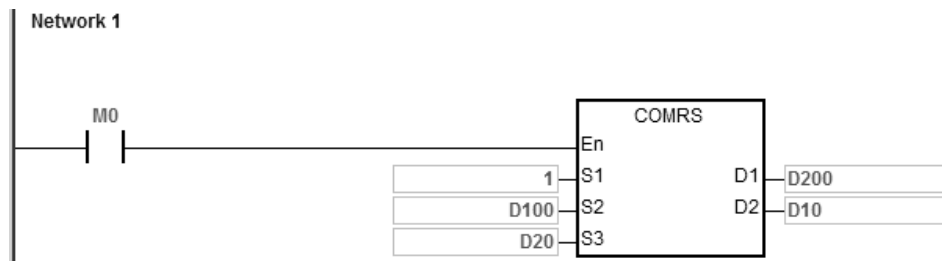 Network 1
M0
COMRS
En
1 S1 D1 D200
D100 S2 D2 D10
D20 S3